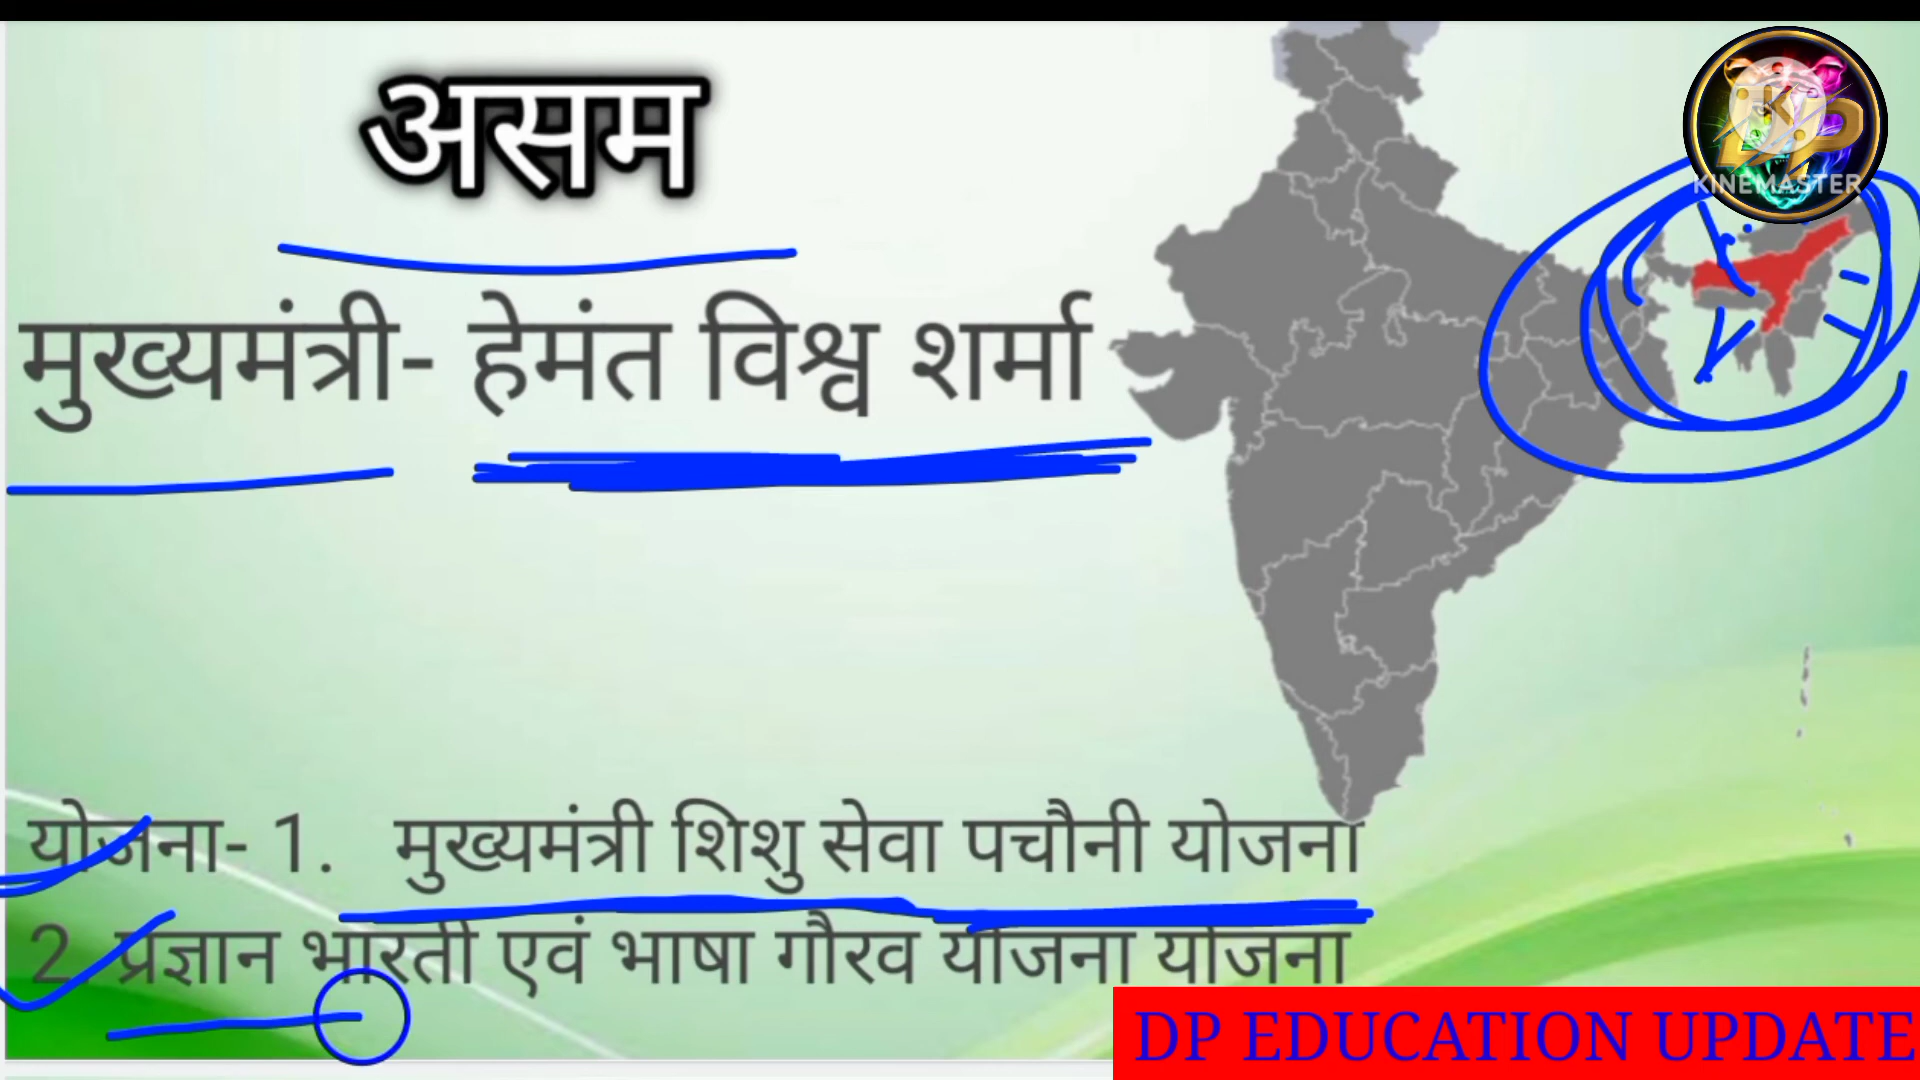 असम
KINEMASTER
मुख्यमंत्री- हेमंत विश्व शर्मा
योजना- 1. मुख्यमंत्री शिशु सेवा पचौनी योजना
2. प्रज्ञान भारती एवं भाषा गौरव योजना योजना
DP EDUCATION UPDATE